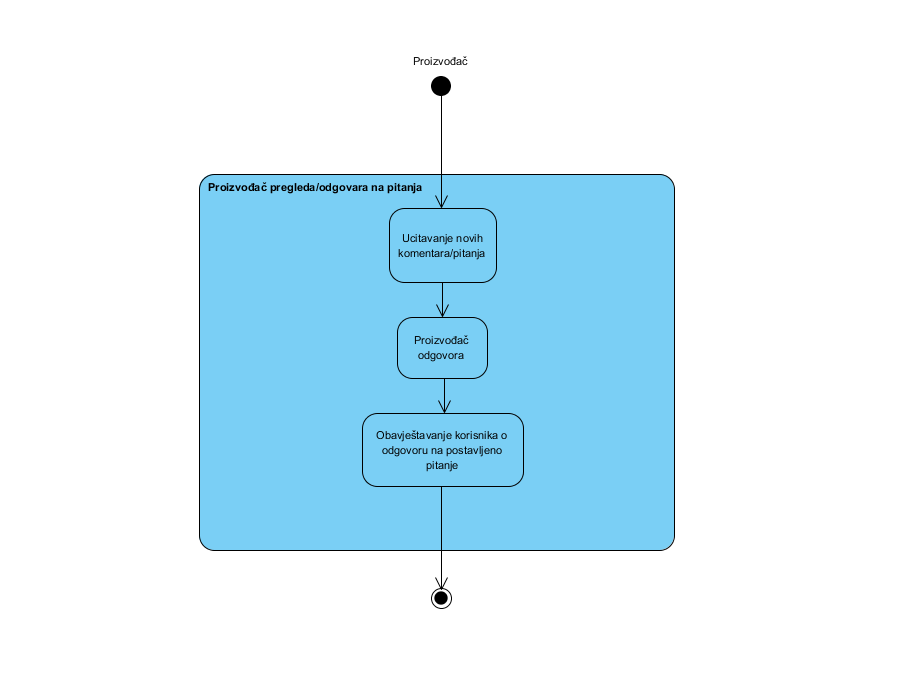 Proizvođač
Proizvođač pregleda/odgovara na pitanja
Ucitavanje novih
komentara/pitanja
Proizvođač
odgovora
Obavještavanje korisnika o
odgovoru na postavljeno
pitanje